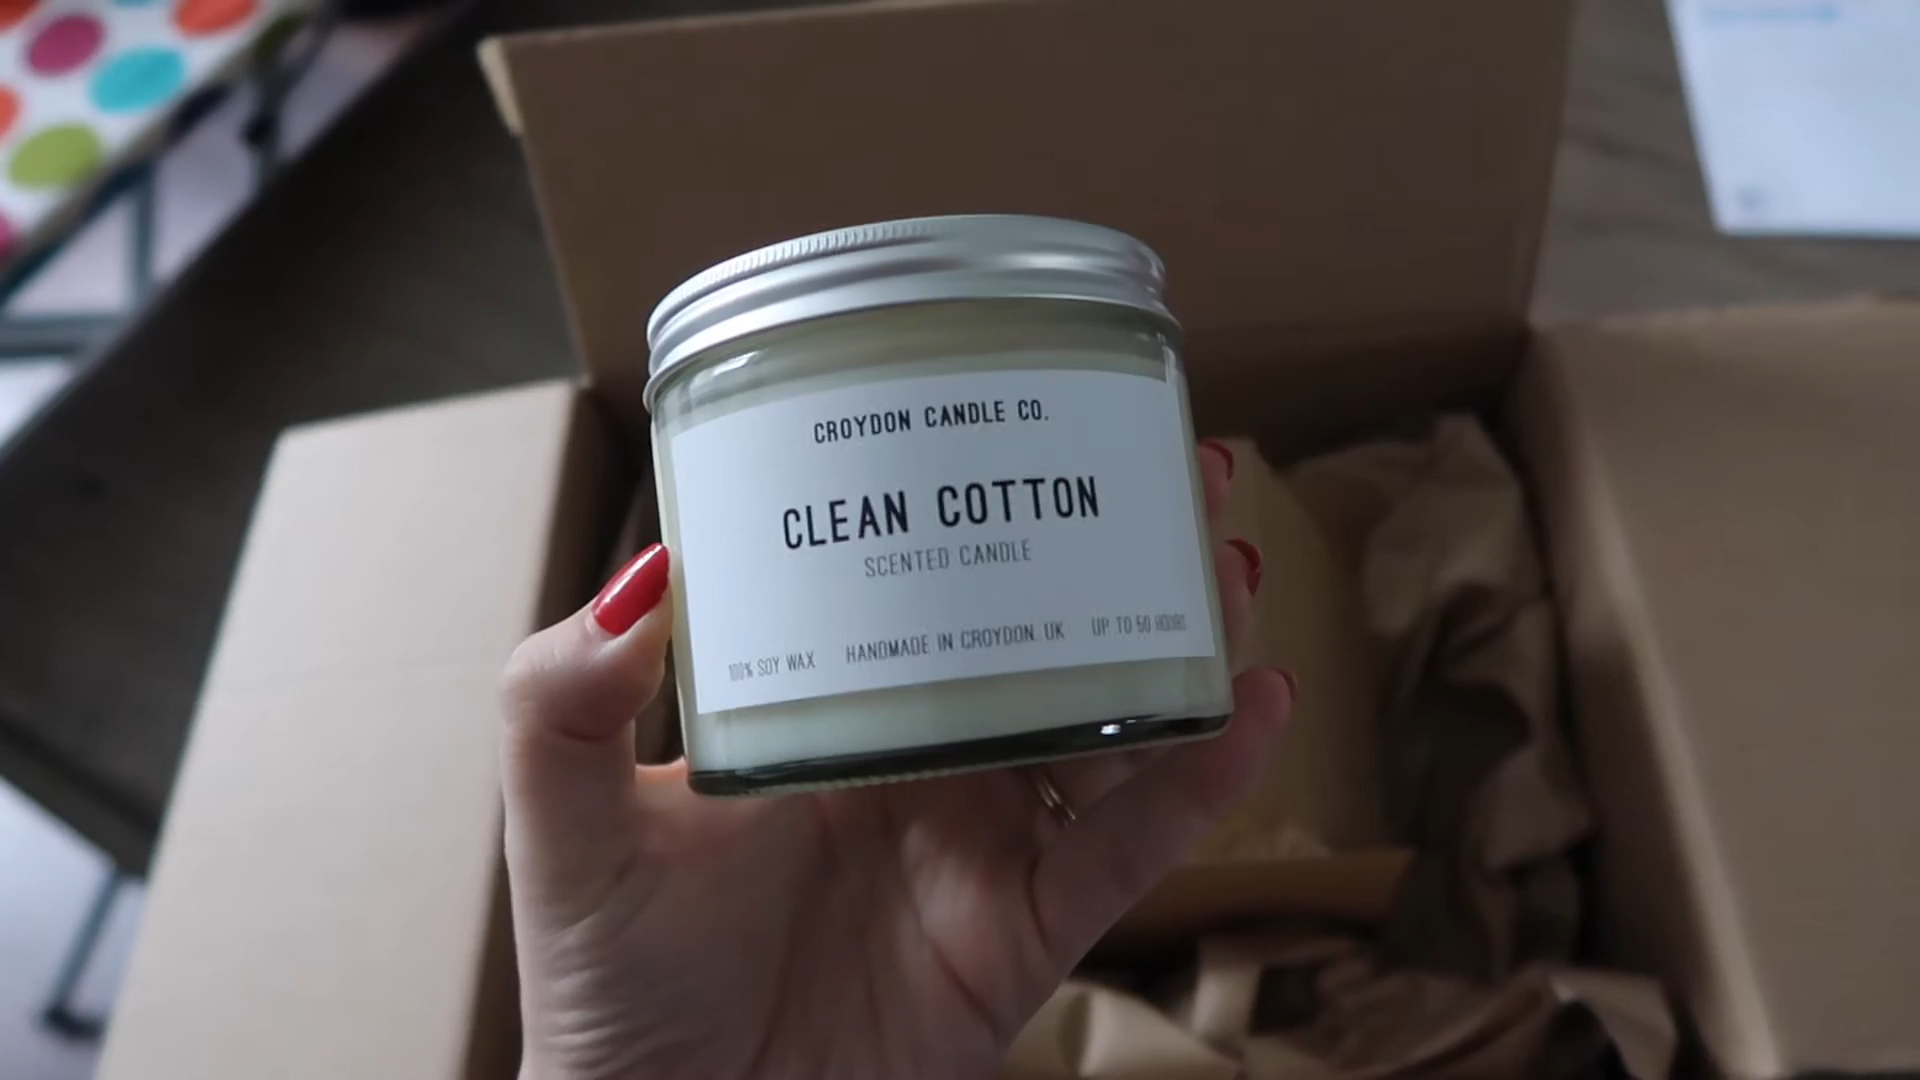 CROYDON CANDLE CO.
CLEAN COTTON
SCENTED CANDLE
100% SOY WAX HANDMADE IN CROYDON, UK UP TO 50 HOURS